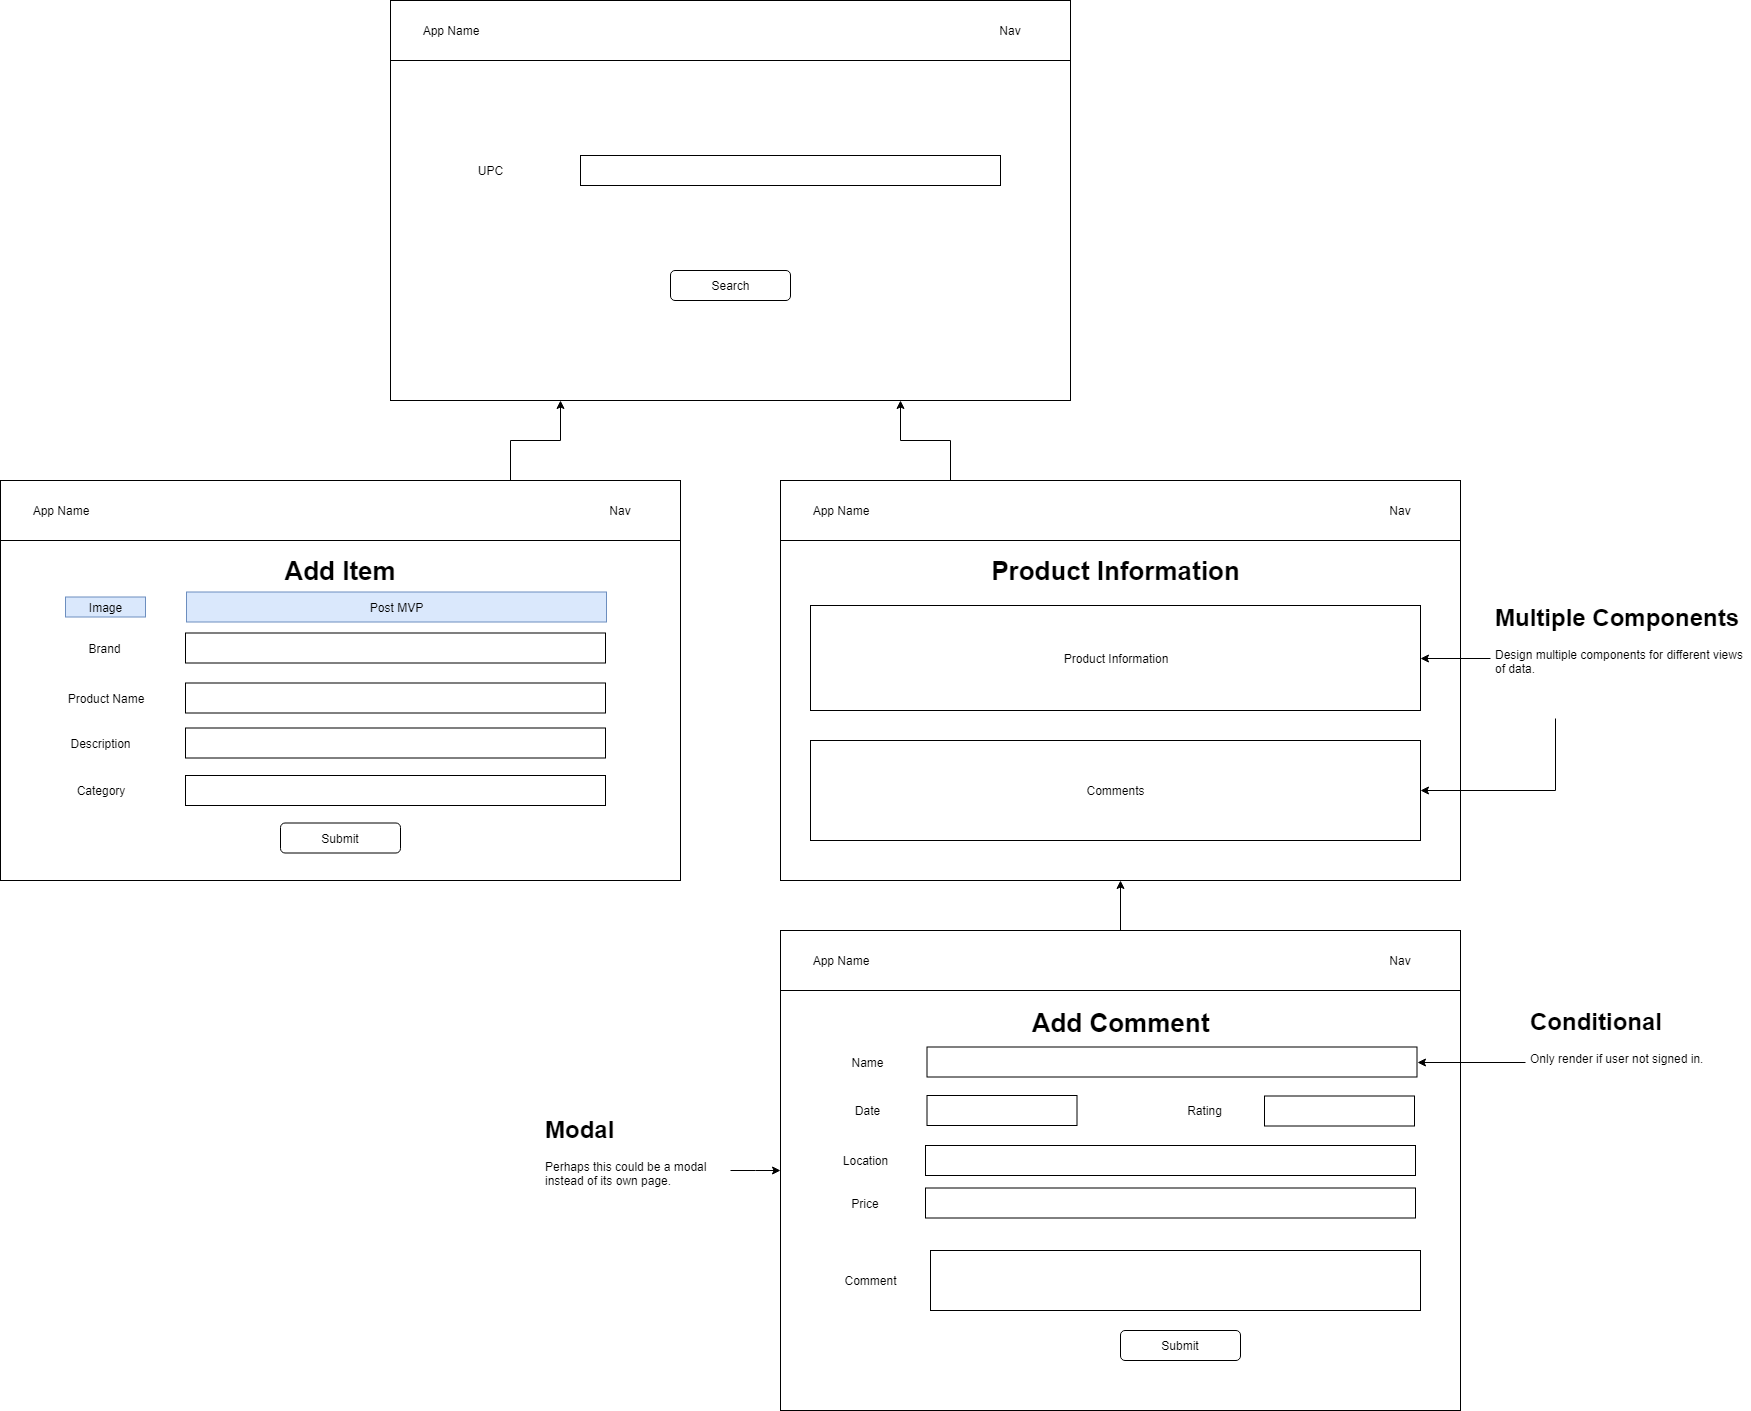 App Name
Nav
UPC
Search
App Name
Nav
Add Item
Image
Post MVP
Brand
Product Name
Description
Category
Submit
App Name
Nav
Product Information
Product Information
Comments
Multiple Components
Design multiple components for different views
of data.
App Name
Nav
Add Comment
Name
Date
Rating
Location
Price
Comment
Submit
Conditional
Only render if user not signed in.
Modal
Perhaps this could be a modal
instead of its own page.